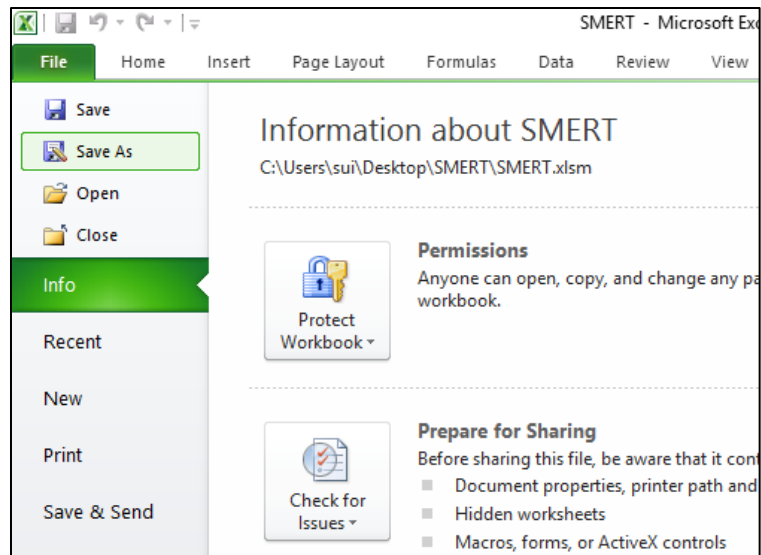 SMERT - Microsoft Exc
File Home Insert Page Layout Formulas Data Review View
Save
Save As
Open
Close
Info
Recent
New
Print
Save & Send
Information about SMERT
C:\Users\sui\Desktop\SMERT\SMERT.xlsm
Protect
Workbook
Permissions
Anyone can open, copy, and change any pa
workbook.
Check for
Issues
Prepare for Sharing
Before sharing this file, be aware that it cont
Document properties, printer path and
Hidden worksheets
Macros, forms, or ActiveX controls